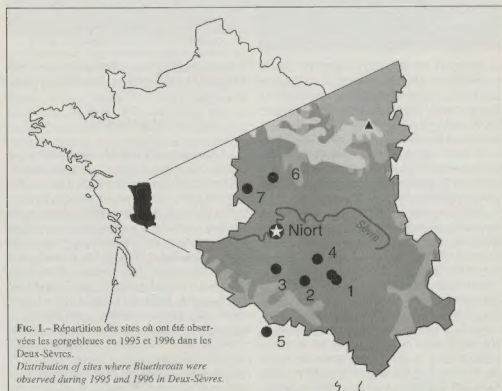 6
7
Niort
Sèvre
4
3
2
1
5
FIG. 1.– Répartition des sites où ont été obser-
vées les gorgebleues en 1995 et 1996 dans les
Deux-Sèvres.
Distribution of sites where Bluethroats were
observed during 1995 and 1996 in Deux-Sèvres.